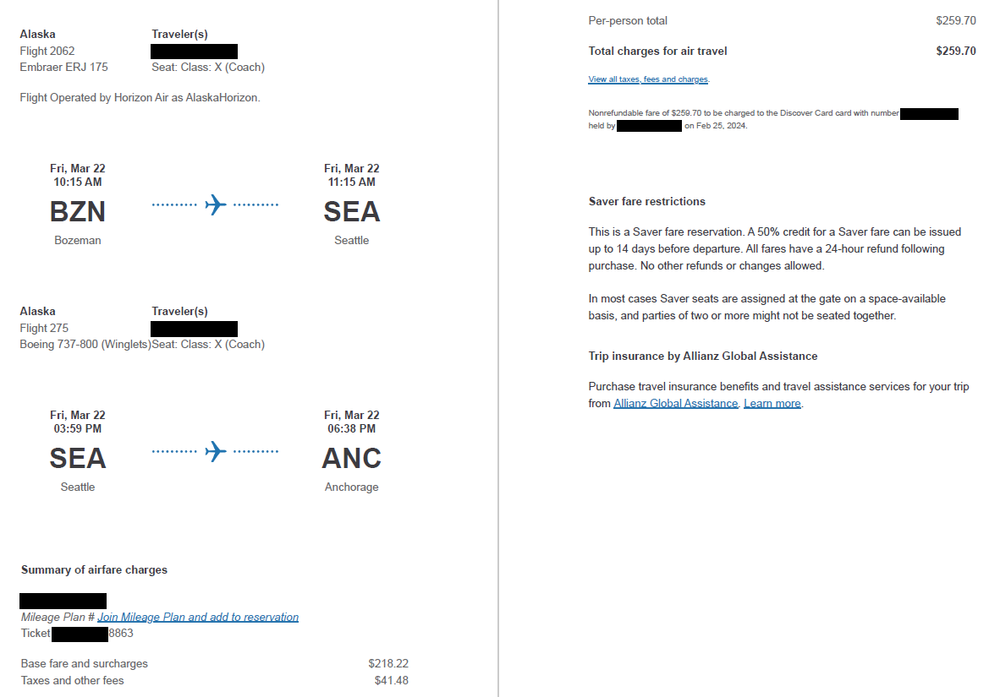 Alaska Traveler(s)
Flight 2062
Embraer ERJ 175 Seat: Class: X (Coach)
Flight Operated by Horizon Air as AlaskaHorizon.
Fri, Mar 22 Fri, Mar 22
10:15 AM 11:15 AM
BZN SEA
Bozeman Seattle
Alaska Traveler(s)
Flight 275
Boeing 737-800 (Winglets)Seat: Class: X (Coach)
Fri, Mar 22 Fri, Mar 22
03:59 PM 06:38 PM
SEA ANC
Seattle Anchorage
Summary of airfare charges
Mileage Plan # Join Mileage Plan and add to reservation
Ticket 8863
Base fare and surcharges $218.22
Taxes and other fees $41.48
Per-person total $259.70
Total charges for air travel $259.70
View all taxes, fees and charges.
Nonrefundable fare of $259.70 to be charged to the Discover Card card with number
held by on Feb 25, 2024.
Saver fare restrictions
This is a Saver fare reservation. A 50% credit for a Saver fare can be issued
up to 14 days before departure. All fares have a 24-hour refund following
purchase. No other refunds or changes allowed.
In most cases Saver seats are assigned at the gate on a space-available
basis, and parties of two or more might not be seated together.
Trip insurance by Allianz Global Assistance
Purchase travel insurance benefits and travel assistance services for your trip
from Allianz Global Assistance. Learn more.